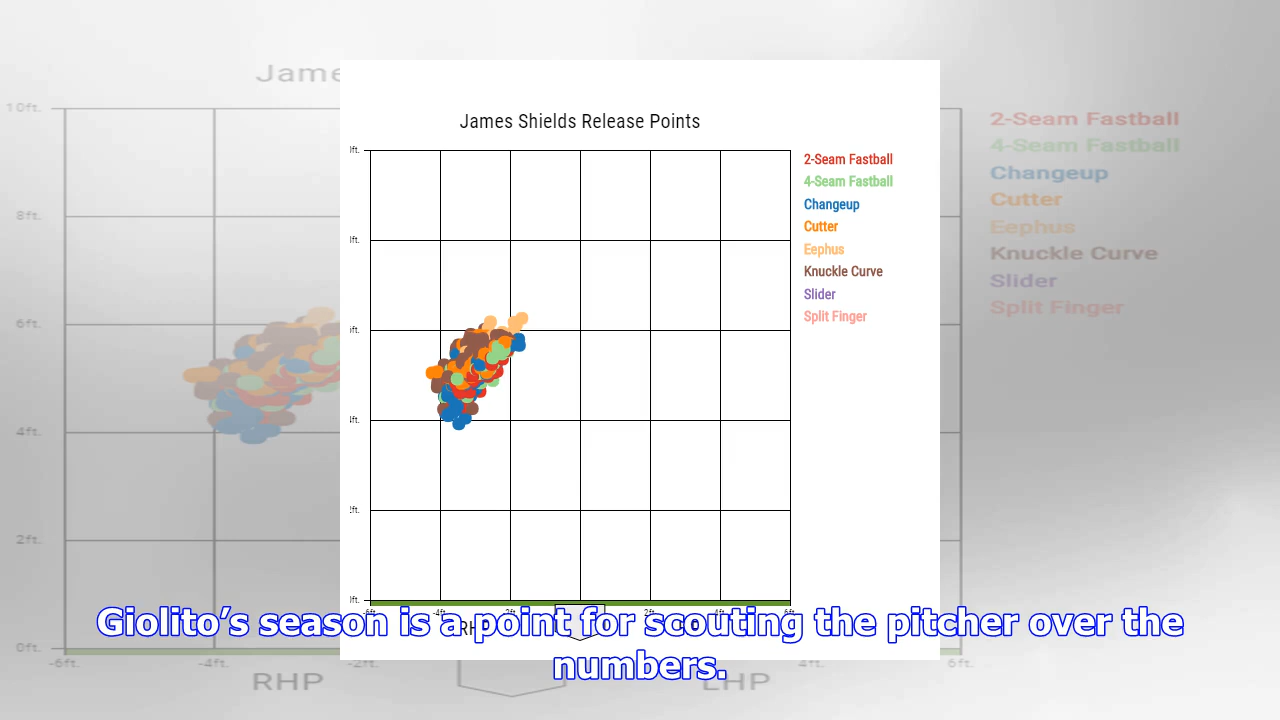 James Shields Release Points
2-Seam Fastball
4-Seam Fastball
Changeup
Cutter
Eephus
Knuckle Curve
Slider
Split Finger
Jame
10ft.
8ft.
6ft.
4ft.
2ft.
0ft.
-6ft.
-4ft.
-2ft.
4ft.
6ft.
RHP
LHP
2-Seam Fastball
4-Seam Fastball
Changeup
Cutter
Eephus
Knuckle Curve
Slider
Split Finger
Giolito’s season is a point for scouting the pitcher over the
numbers.